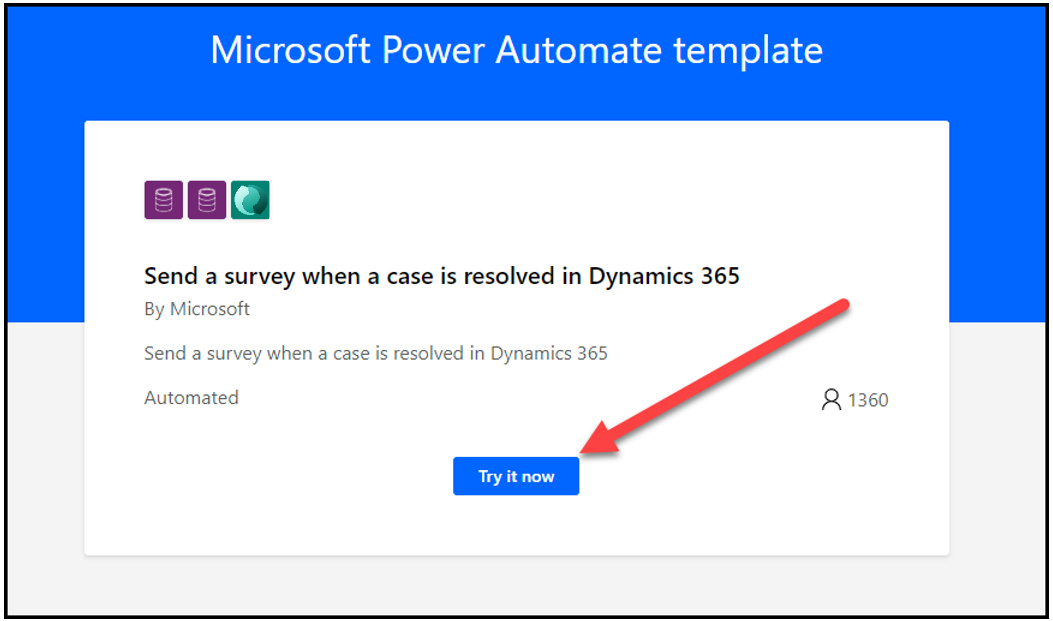 Microsoft Power Automate template
Send a survey when a case is resolved in Dynamics 365
By Microsoft
Send a survey when a case is resolved in Dynamics 365
Automated
1360
Try it now